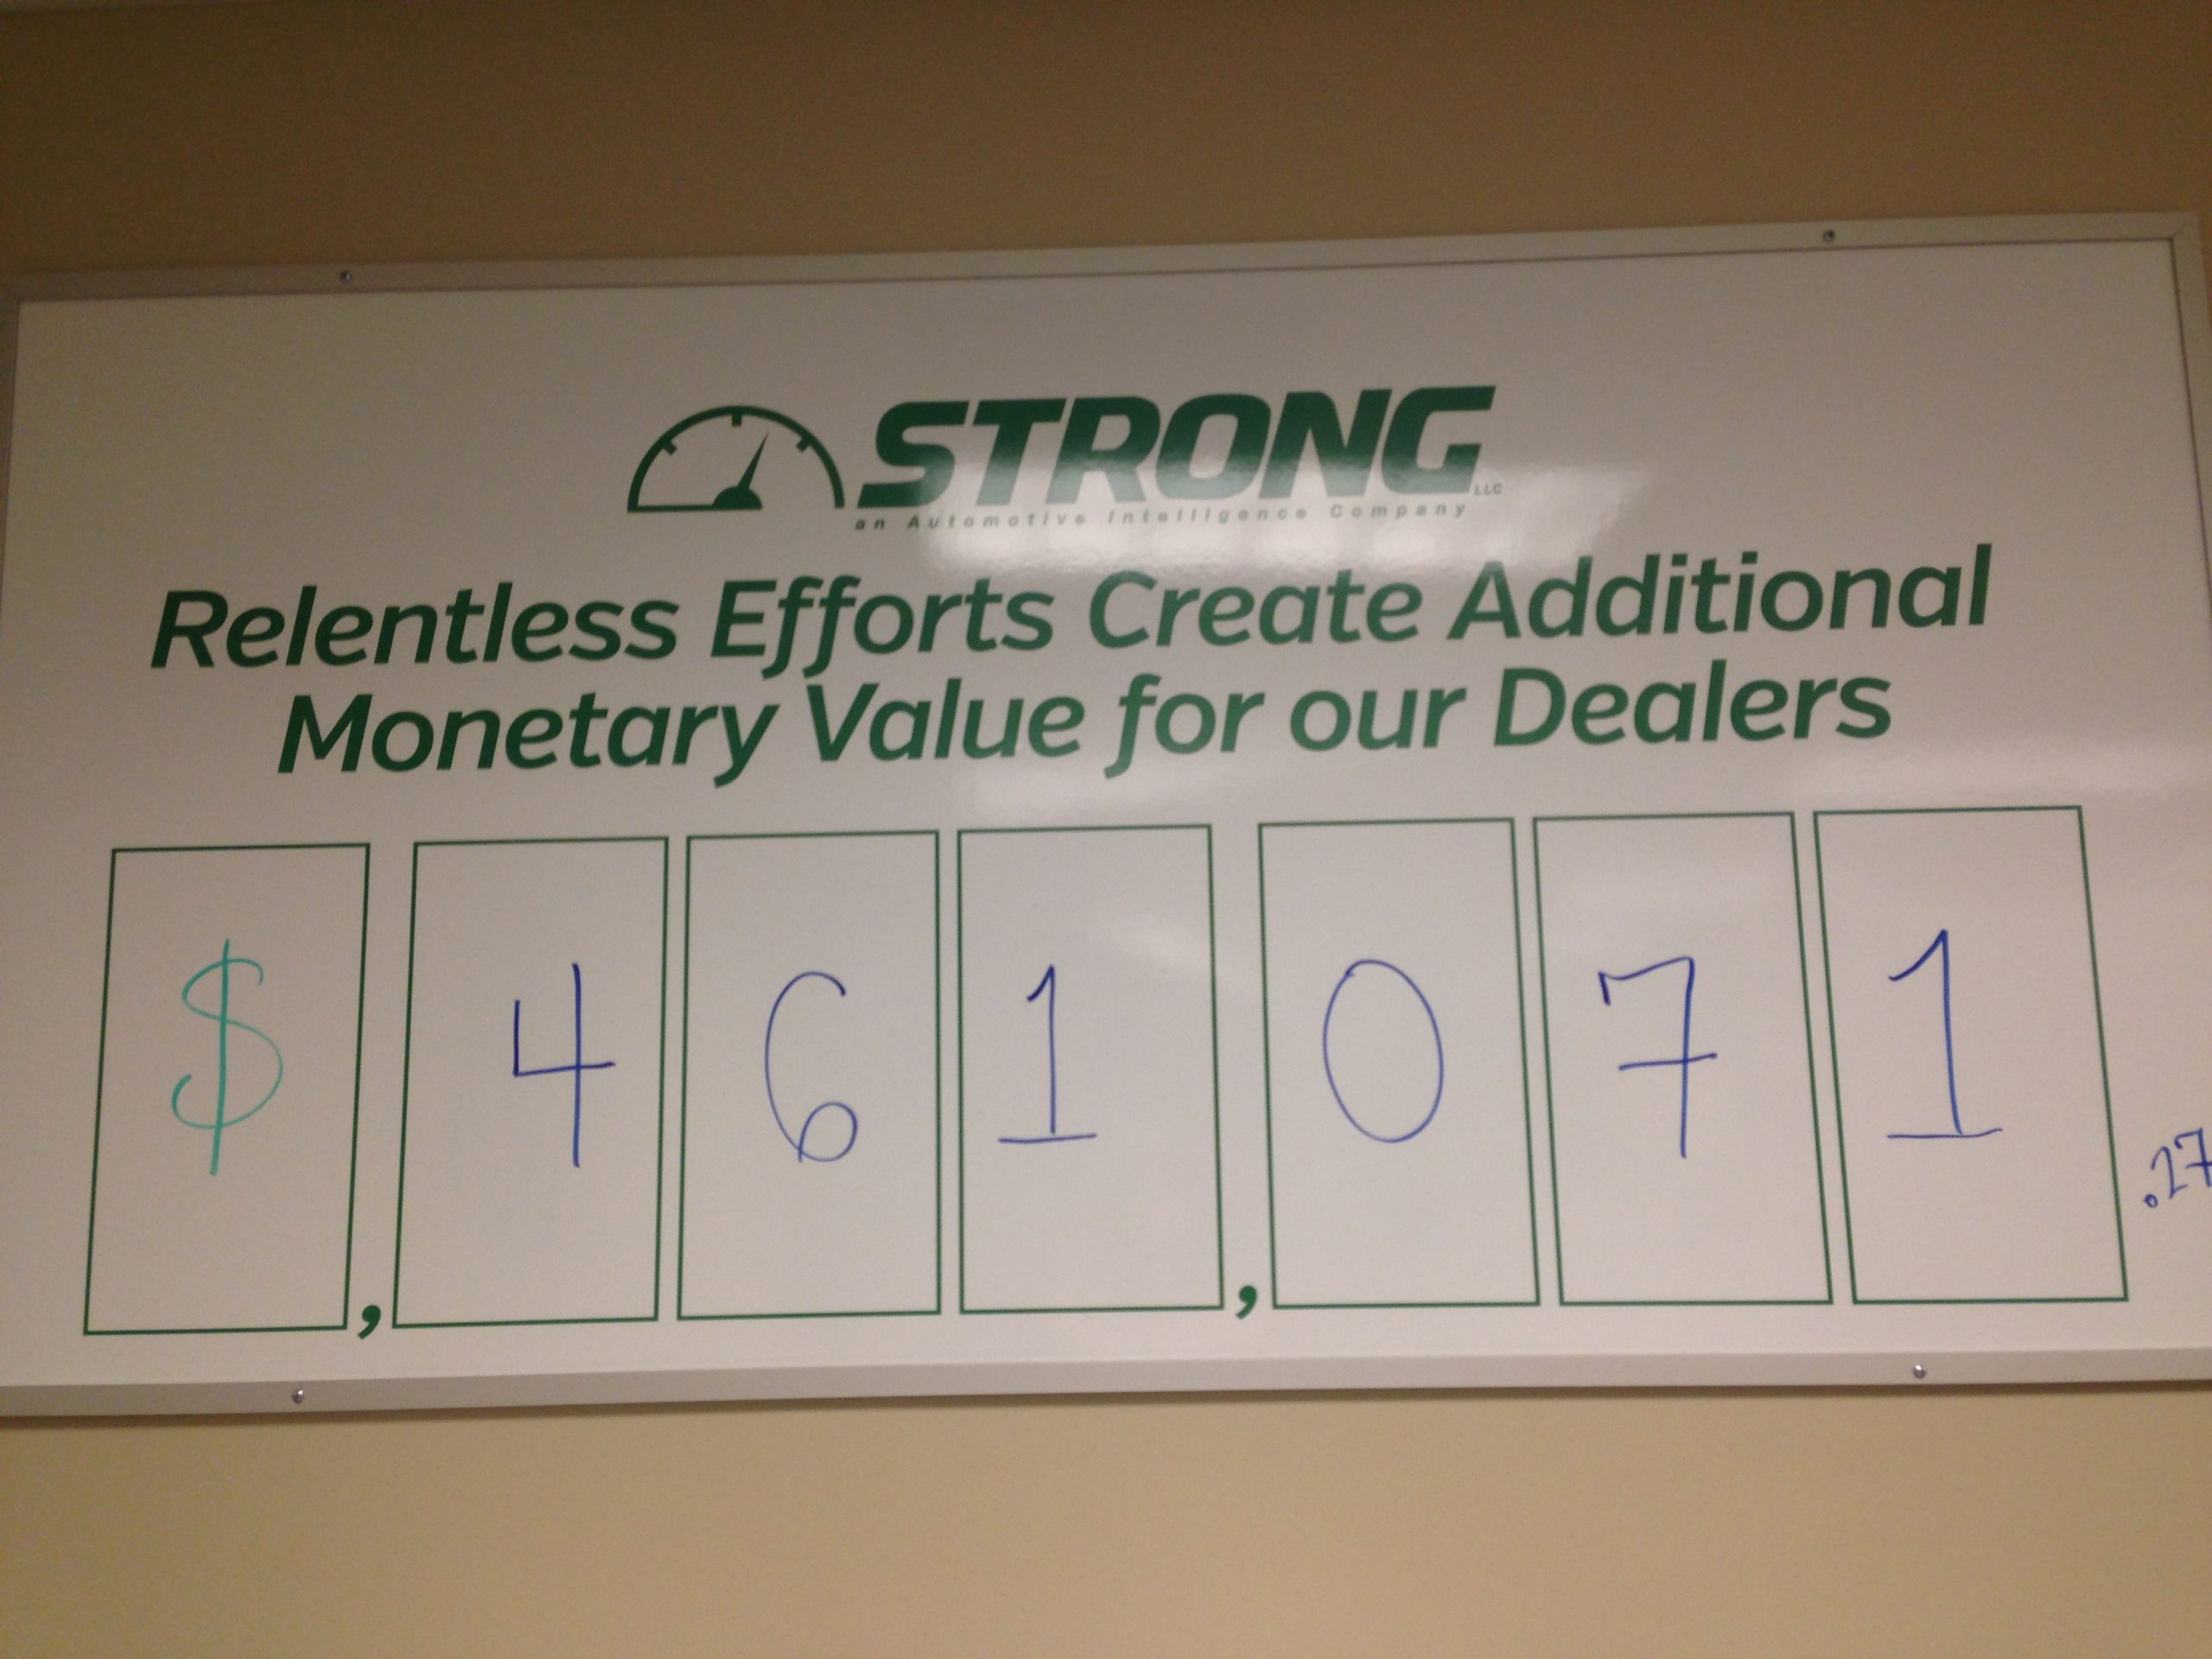 STRONG LLC
an Automotive Intelligence Company
Relentless Efforts Create Additional
Monetary Value for our Dealers
$,461,071.27